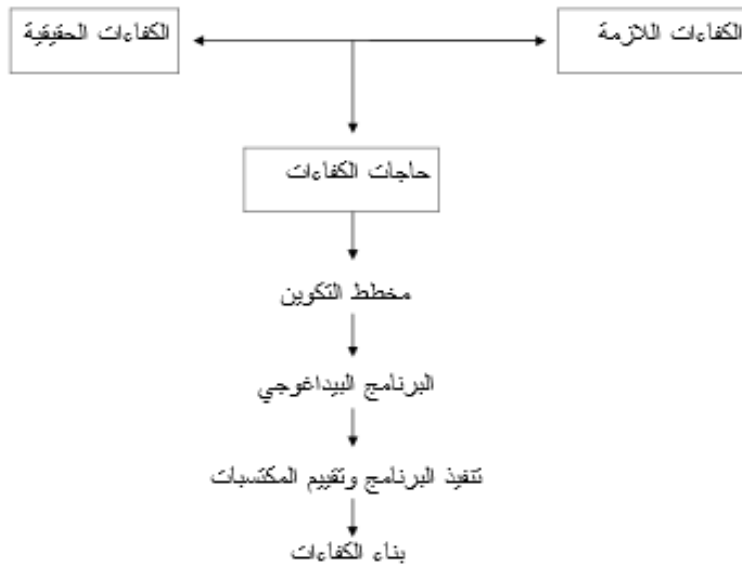 الكفاءات اللازمة
الكفاءات الحقيقية
حاجات الكفاءات
مخطط التكوين
البرنامج البيداغوجي
تنفيذ البرنامج وتقييم المكتسبات
بناء الكفاءات